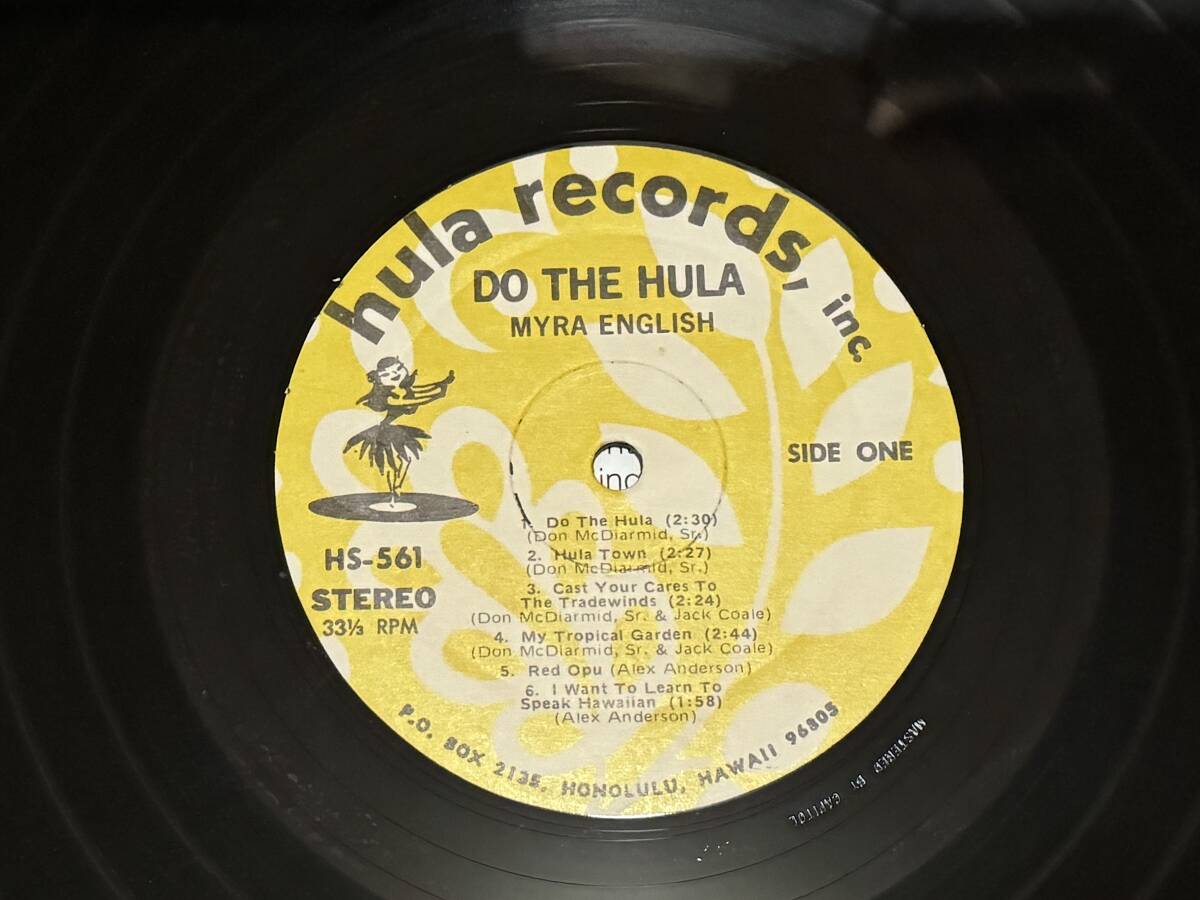 hula records, inc.
DO THE HULA
MYRA ENGLISH
SIDE ONE
HS-561
STEREO
33⅓ RPM
1. Do The Hula (2:30)
(Don McDiarmid, Sr.)
2. Hula Town (2:27)
(Don McDiarmid, Sr.)
3. Cast Your Cares To
The Tradewinds (2:24)
(Don McDiarmid, Sr. & Jack Coale)
4. My Tropical Garden (2:44)
(Don McDiarmid, Sr. & Jack Coale)
5. Red Opu (Alex Anderson)
6. I Want To Learn To
Speak Hawaiian (1:58)
(Alex Anderson)
P.O. BOX 2135, HONOLULU, HAWAII 96805
MASTERED BY CAPITOL